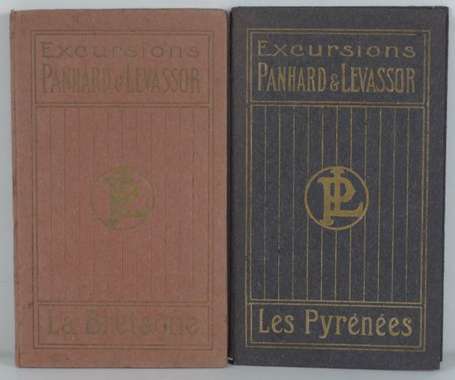 Excursions
PANHARD & LEVASSOR
PL
La Bretagne
Excursions
PANHARD & LEVASSOR
PL
Les Pyrénées